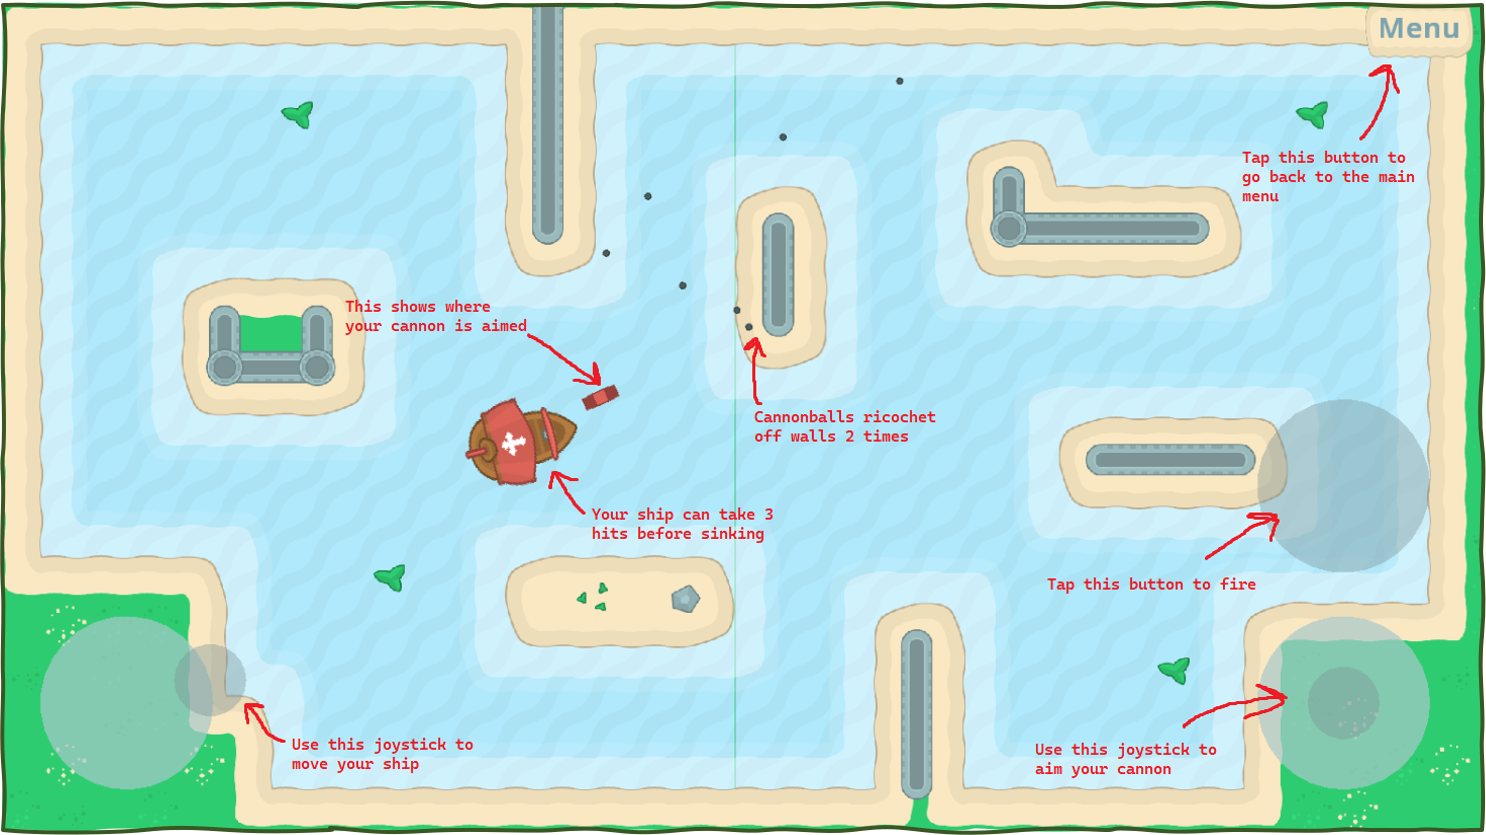 Menu
Tap this button to
go back to the main
menu
This shows where
your cannon is aimed
Cannonballs ricochet
off walls 2 times
Your ship can take 3
hits before sinking
Tap this button to fire
Use this joystick to
move your ship
Use this joystick to
aim your cannon